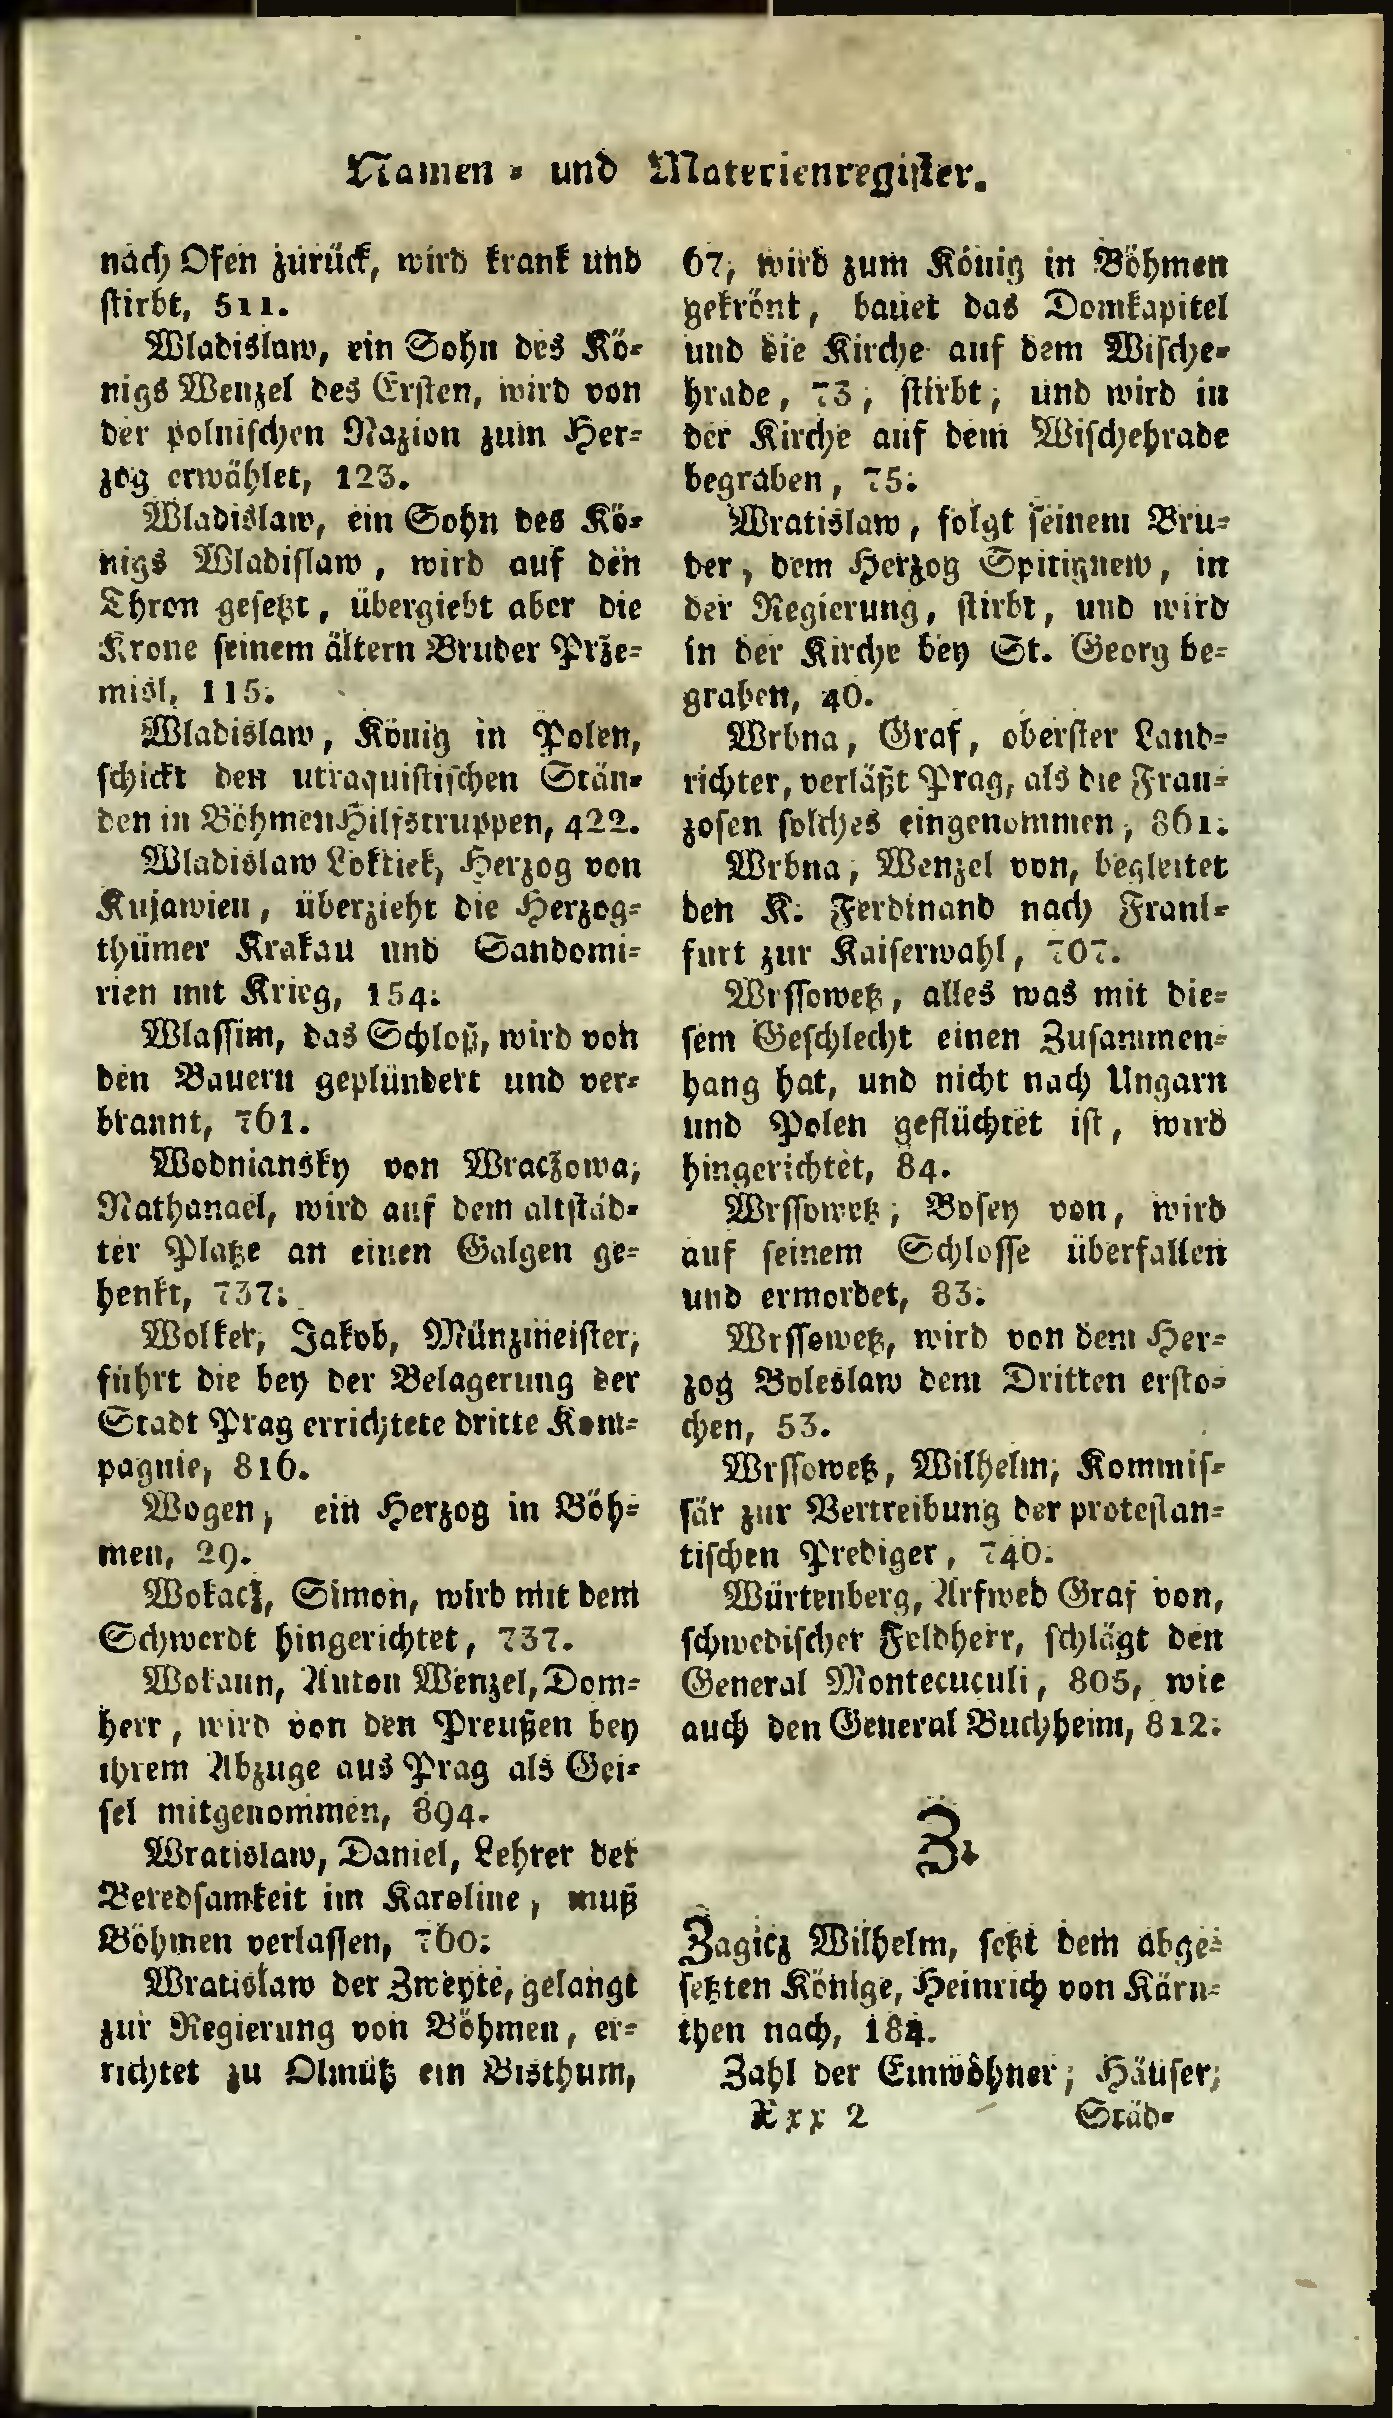 Namen- und Materienregister.
nach Ofen zurück, wird krank und
stirbt, 511.
Wladislaw, ein Sohn des Kö-
nigs Wenzel des Ersten, wird von
der polnischen Nazion zum Her-
zog erwählet, 123.
Wladislaw, ein Sohn des Kö-
nigs Wladislaw, wird auf den
Thron gesetzt, übergiebt aber die
Krone seinem ältern Bruder Prže-
misl, 115.
Wladislaw, König in Polen,
schickt den utraquistischen Stän-
den in Böhmen Hilfstruppen, 422.
Wladislaw Loktiek, Herzog von
Kujawien, überzieht die Herzog-
thümer Krakau und Sandomi-
rien mit Krieg, 154.
Wlassim, das Schloß, wird von
den Bauern geplündert und ver-
brannt, 761.
Wodniansky von Wraczowa,
Nathanael, wird auf dem altstäd-
ter Platze an einen Galgen ge-
henkt, 737.
Wolker, Jakob, Münzmeister,
führt die bey der Belagerung der
Stadt Prag errichtete dritte Kom-
pagnie, 816.
Wogen, ein Herzog in Böh-
men, 29.
Wokacz, Simon, wird mit dem
Schwerdt hingerichtet, 737.
Wokaun, Anton Wenzel, Dom-
herr, wird von den Preußen bey
ihrem Abzuge aus Prag als Gei-
sel mitgenommen, 894.
Wratislaw, Daniel, Lehrer der
Beredsamkeit im Karoline, muß
Böhmen verlassen, 760.
Wratislaw der Zweyte, gelangt
zur Regierung von Böhmen, er-
richtet zu Olmütz ein Bisthum,
67, wird zum König in Böhmen
gekrönt, bauet das Domkapitel
und die Kirche auf dem Wische-
hrade, 73, stirbt, und wird in
der Kirche auf dem Wischehrade
begraben, 75.
Wratislaw, folgt seinem Bru-
der, dem Herzog Spitignew, in
der Regierung, stirbt, und wird
in der Kirche bey St. Georg be-
graben, 40.
Wrbna, Graf, oberster Land-
richter, verläßt Prag, als die Fran-
zosen solches eingenommen, 861.
Wrbna, Wenzel von, begleitet
den K. Ferdinand nach Frank-
furt zur Kaiserwahl, 707.
Wrssowetz, alles was mit die-
sem Geschlecht einen Zusammen-
hang hat, und nicht nach Ungarn
und Polen geflüchtet ist, wird
hingerichtet, 84.
Wrssowetz, Bosey von, wird
auf seinem Schlosse überfallen
und ermordet, 83.
Wrssowetz, wird von dem Her-
zog Boleslaw dem Dritten ersto-
chen, 53.
Wrssowetz, Wilhelm, Kommis-
sär zur Vertreibung der protestan-
tischen Prediger, 740.
Würtenberg, Arfwed Graf von,
schwedischer Feldherr, schlägt den
General Montecuculi, 805, wie
auch den General Buchheim, 812.
Z.
Zagicz Wilhelm, setzt dem abge-
setzten Könige, Heinrich von Kärn-
then nach, 184.
Zahl der Einwohner, Häuser,
Xxx 2 Städ-